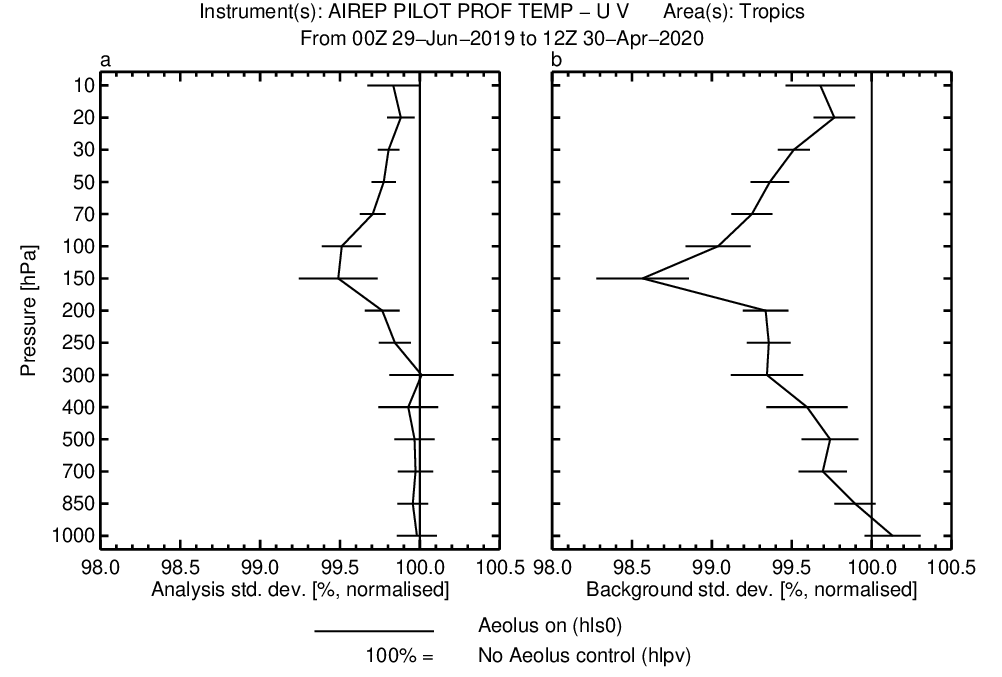 Instrument(s): AIREP PILOT PROF TEMP – U V Area(s): Tropics
From 00Z 29–Jun–2019 to 12Z 30–Apr–2020
a b
10
20
30
50
70
100
150
200
250
300
400
500
700
850
1000
Pressure [hPa]
98.0 98.5 99.0 99.5 100.0 100.5 98.0 98.5 99.0 99.5 100.0 100.5
Analysis std. dev. [%, normalised] Background std. dev. [%, normalised]
Aeolus on (hls0)
100% = No Aeolus control (hlpv)